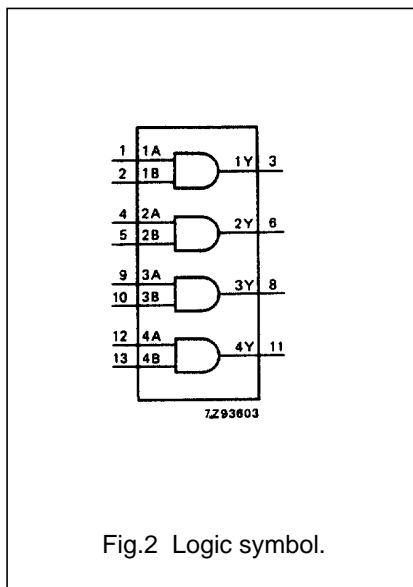 1 1A
2 1B
1Y 3
4 2A
5 2B
2Y 6
9 3A
10 3B
3Y 8
12 4A
13 4B
4Y 11
7Z93603
Fig.2 Logic symbol.